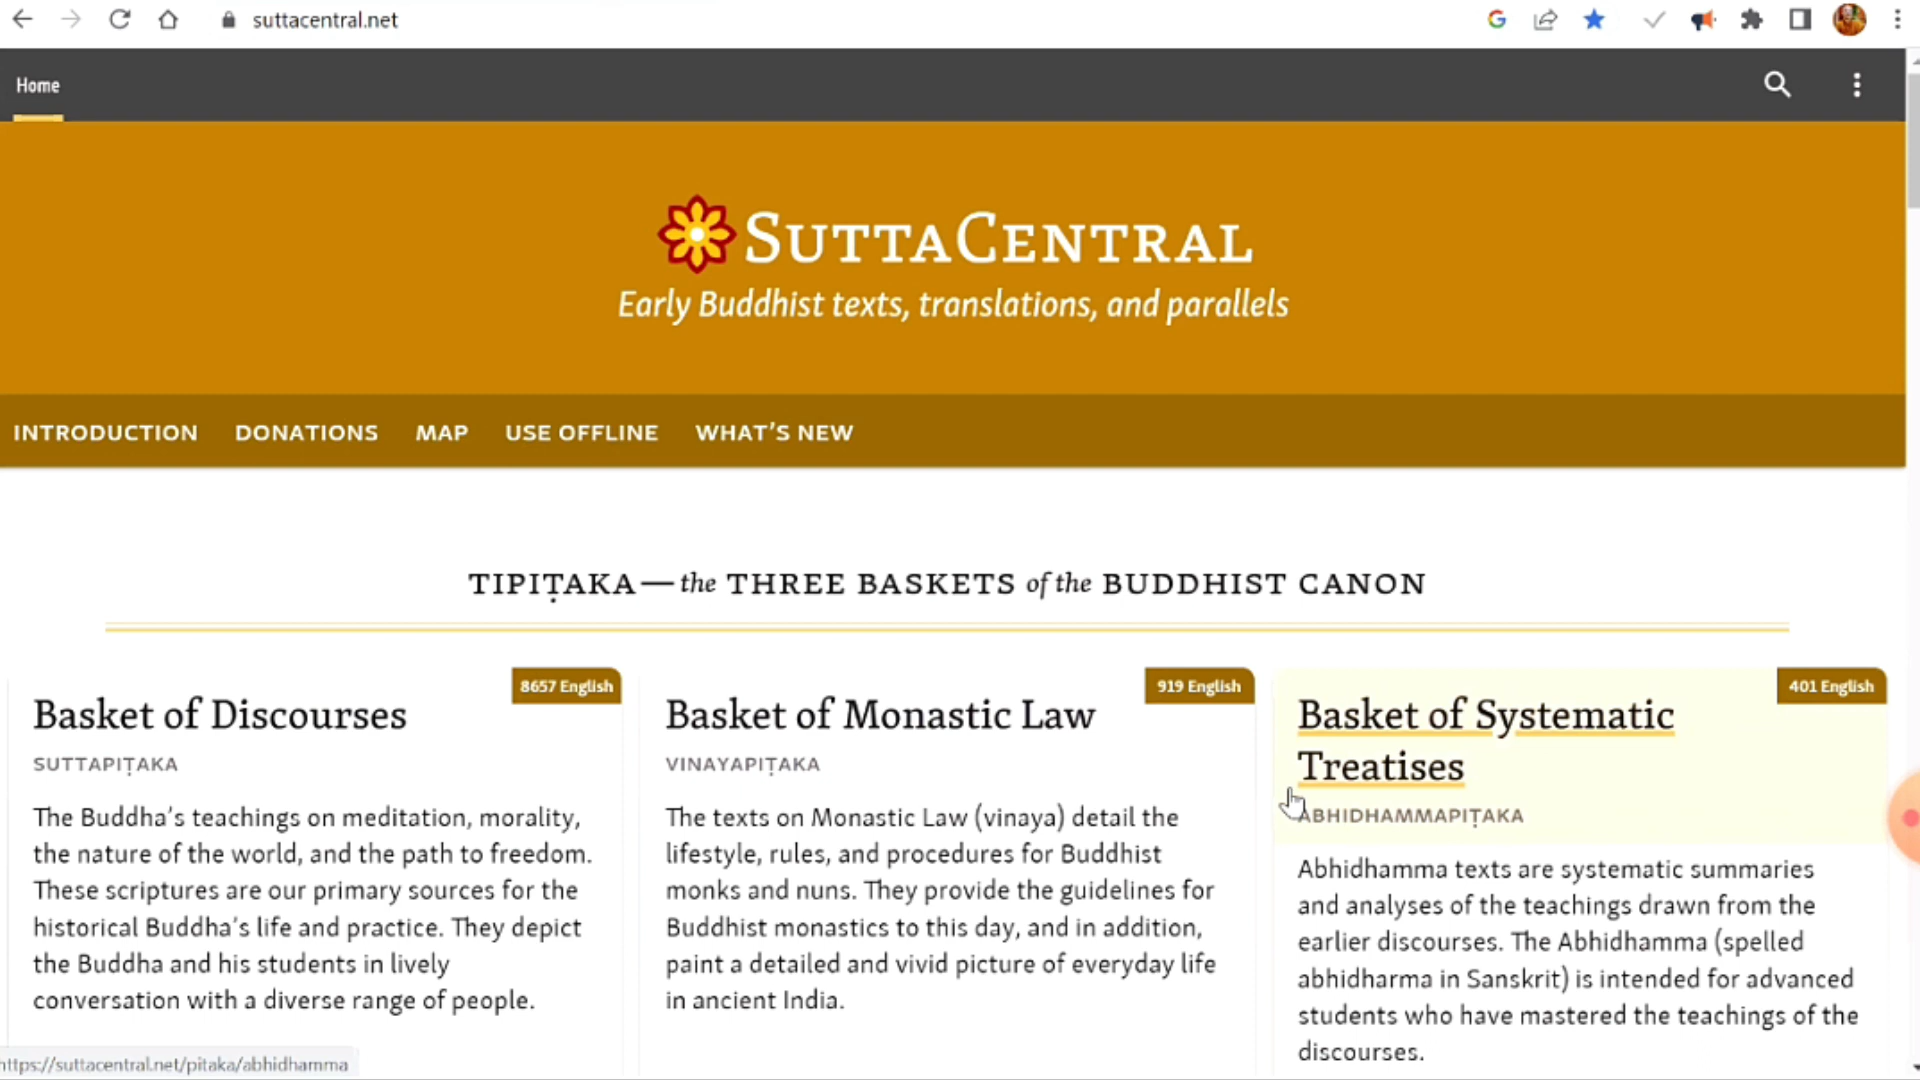 suttacentral.net
Home
SUTTACENTRAL
Early Buddhist texts, translations, and parallels
INTRODUCTION DONATIONS MAP USE OFFLINE WHAT'S NEW
TIPIṬAKA—the THREE BASKETS of the BUDDHIST CANON
8657 English
Basket of Discourses
SUTTAPIṬAKA
The Buddha's teachings on meditation, morality,
the nature of the world, and the path to freedom.
These scriptures are our primary sources for the
historical Buddha's life and practice. They depict
the Buddha and his students in lively
conversation with a diverse range of people.
919 English
Basket of Monastic Law
VINAYAPIṬAKA
The texts on Monastic Law (vinaya) detail the
lifestyle, rules, and procedures for Buddhist
monks and nuns. They provide the guidelines for
Buddhist monastics to this day, and in addition,
paint a detailed and vivid picture of everyday life
in ancient India.
401 English
Basket of Systematic
Treatises
ABHIDHAMMAPIṬAKA
Abhidhamma texts are systematic summaries
and analyses of the teachings drawn from the
earlier discourses. The Abhidhamma (spelled
abhidharma in Sanskrit) is intended for advanced
students who have mastered the teachings of the
discourses.
https://suttacentral.net/pitaka/abhidhamma